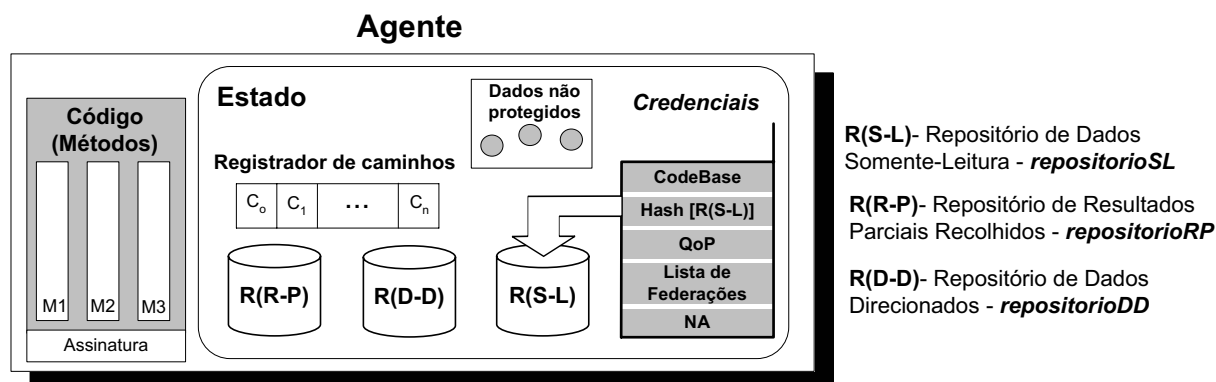 Agente
Código
(Métodos)
M1 M2 M3
Assinatura
Estado
Dados não
protegidos
Credenciais
Registrador de caminhos
Co C1 ... Cn
R(R-P)
R(D-D)
R(S-L)
CodeBase
Hash [R(S-L)]
QoP
Lista de
Federações
NA
R(S-L)- Repositório de Dados
Somente-Leitura - repositorioSL
R(R-P)- Repositório de Resultados
Parciais Recolhidos - repositorioRP
R(D-D)- Repositório de Dados
Direcionados - repositorioDD